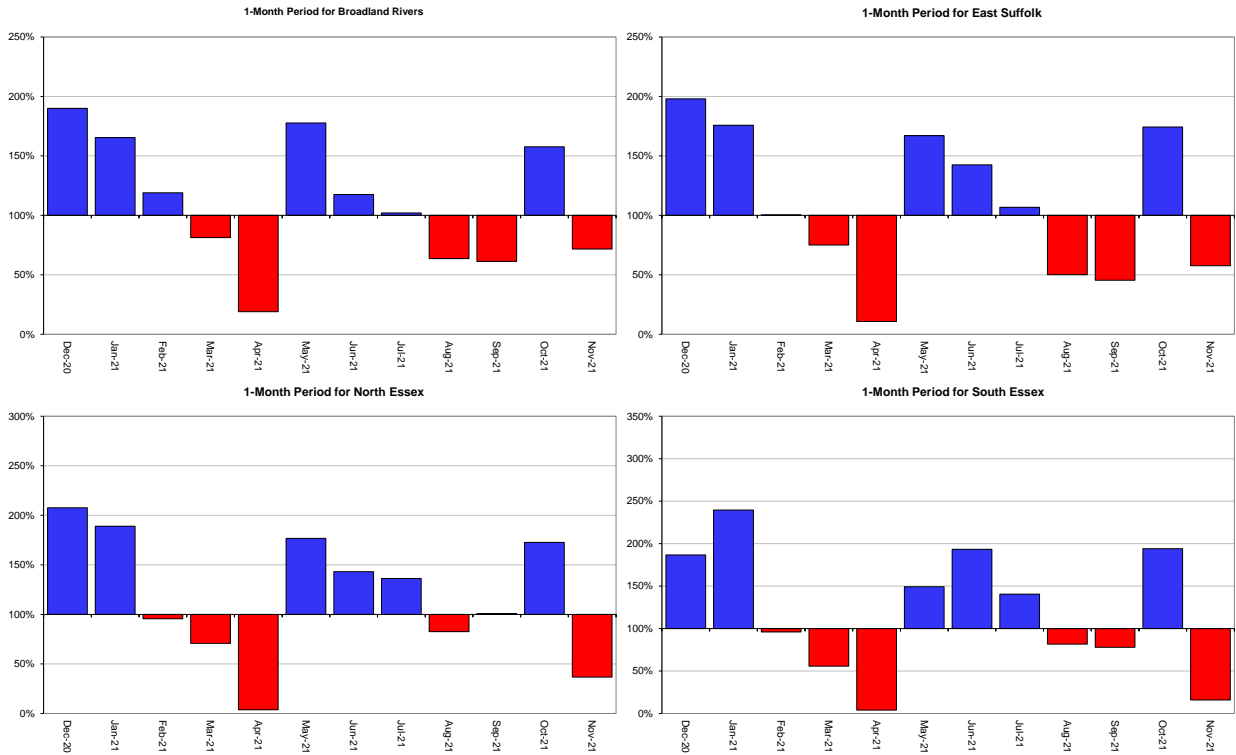 1-Month Period for Broadland Rivers
250%
200%
150%
100%
50%
0%
Dec-20
Jan-21
Feb-21
Mar-21
Apr-21
May-21
Jun-21
Jul-21
Aug-21
Sep-21
Oct-21
Nov-21
1-Month Period for East Suffolk
250%
200%
150%
100%
50%
0%
Dec-20
Jan-21
Feb-21
Mar-21
Apr-21
May-21
Jun-21
Jul-21
Aug-21
Sep-21
Oct-21
Nov-21
1-Month Period for North Essex
300%
250%
200%
150%
100%
50%
0%
Dec-20
Jan-21
Feb-21
Mar-21
Apr-21
May-21
Jun-21
Jul-21
Aug-21
Sep-21
Oct-21
Nov-21
1-Month Period for South Essex
350%
300%
250%
200%
150%
100%
50%
0%
Dec-20
Jan-21
Feb-21
Mar-21
Apr-21
May-21
Jun-21
Jul-21
Aug-21
Sep-21
Oct-21
Nov-21